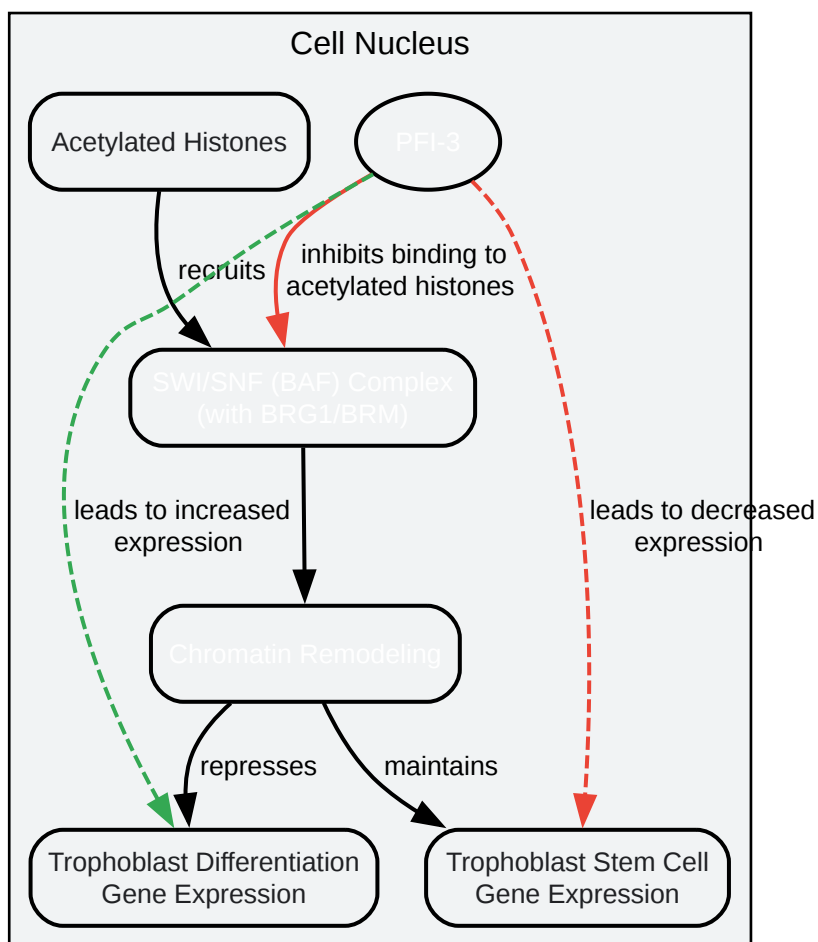 Cell Nucleus
Acetylated Histones
PFI-3
recruits
inhibits binding to
acetylated histones
SWI/SNF (BAF) Complex
(with BRG1/BRM)
leads to increased
expression
leads to decreased
expression
Chromatin Remodeling
represses
maintains
Trophoblast Differentiation
Gene Expression
Trophoblast Stem Cell
Gene Expression